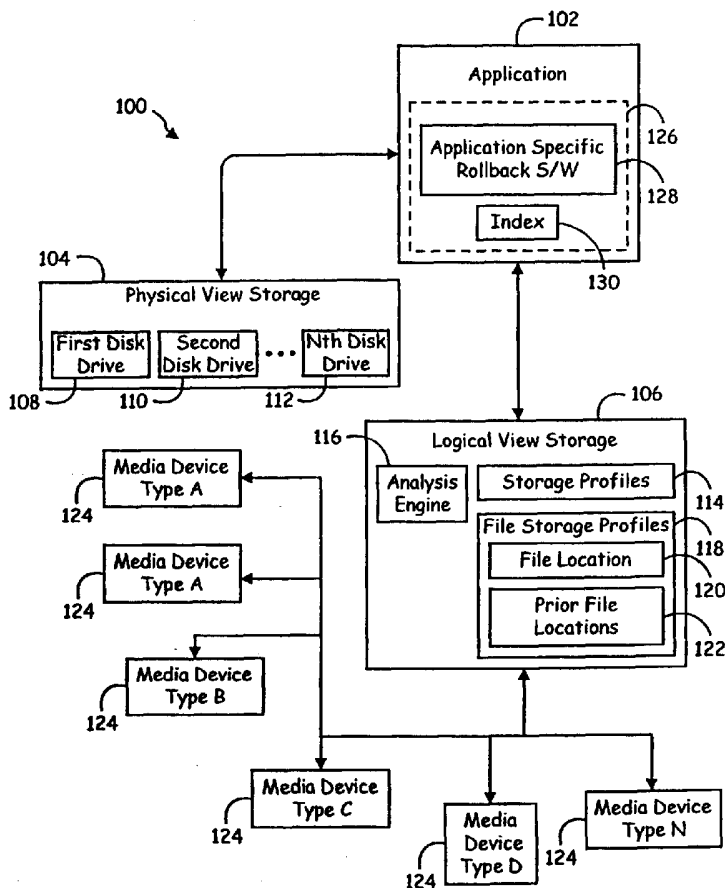 102
Application
100
126
Application Specific
Rollback S/W
128
Index
130
104
Physical View Storage
First Disk
Drive
Second
Disk Drive
•••
Nth Disk
Drive
108
110
112
106
Logical View Storage
116
Analysis
Engine
Storage Profiles
114
File Storage Profiles
118
File Location
120
Prior File
Locations
122
Media Device
Type A
124
Media Device
Type A
124
Media Device
Type B
124
Media Device
Type C
124
Media
Device
Type D
124
Media Device
Type N
124